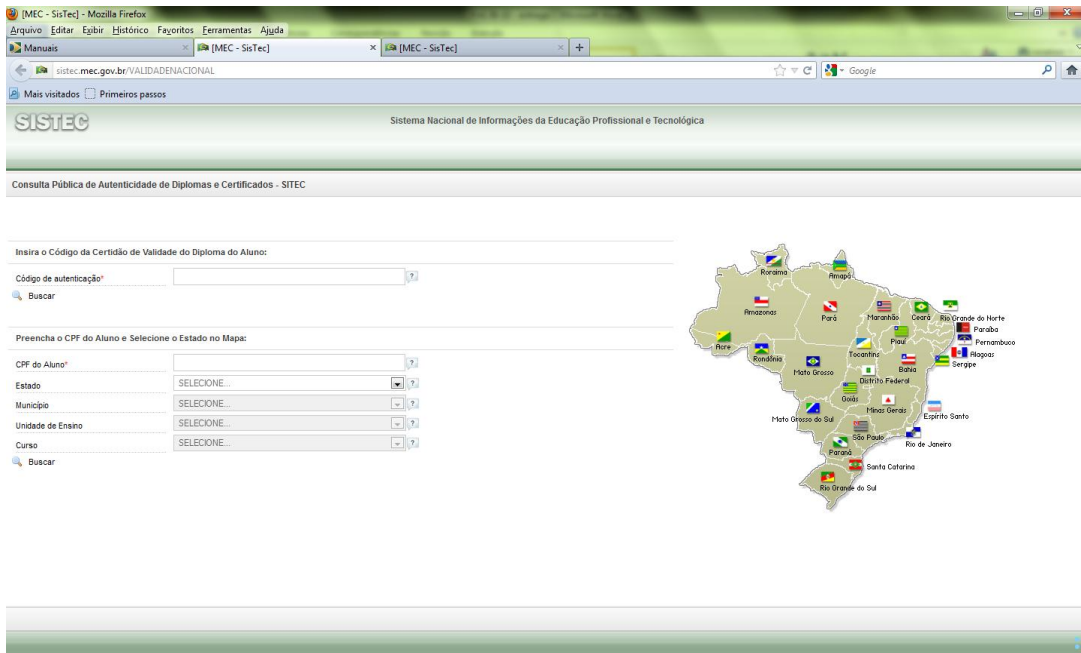 [MEC - SisTec] - Mozilla Firefox
Arquivo Editar Exibir Histórico Favoritos Ferramentas Ajuda
Manuais × [MEC - SisTec] × [MEC - SisTec] × +
sistec.mec.gov.br/VALIDADENACIONAL Google
Mais visitados Primeiros passos
SISTEC Sistema Nacional de Informações da Educação Profissional e Tecnológica
Consulta Pública de Autenticidade de Diplomas e Certificados - SITEC
Insira o Código da Certidão de Validade do Diploma do Aluno:
Código de autenticação* ?
Buscar
Preencha o CPF do Aluno e Selecione o Estado no Mapa:
CPF do Aluno* ?
Estado SELECIONE... ?
Município SELECIONE... ?
Unidade de Ensino SELECIONE... ?
Curso SELECIONE... ?
Buscar
Roraima
Amapá
Amazonas
Pará
Maranhão
Ceará
Rio Grande do Norte
Paraíba
Pernambuco
Piauí
Alagoas
Sergipe
Acre
Rondônia
Tocantins
Bahia
Mato Grosso
Distrito Federal
Goiás
Minas Gerais
Espírito Santo
Mato Grosso do Sul
São Paulo
Rio de Janeiro
Paraná
Santa Catarina
Rio Grande do Sul